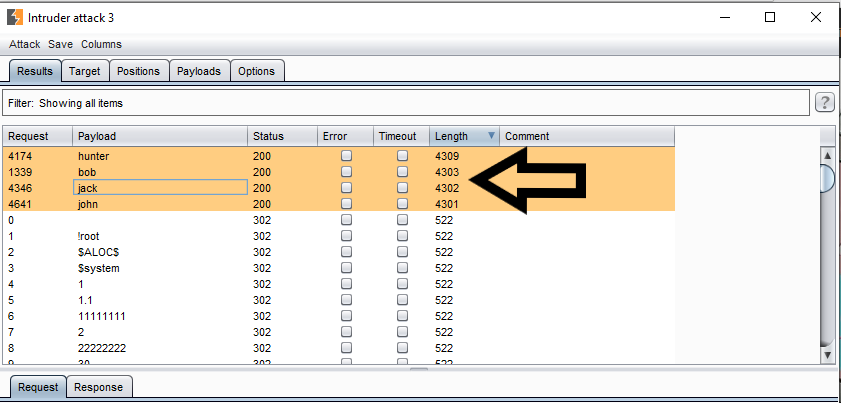 Intruder attack 3
Attack Save Columns
Results Target Positions Payloads Options
Filter: Showing all items ?
Request Payload Status Error Timeout Length Comment
4174 hunter 200 4309
1339 bob 200 4303
4346 jack 200 4302
4641 john 200 4301
0 302 522
1 !root 302 522
2 $ALOC$ 302 522
3 $system 302 522
4 1 302 522
5 1.1 302 522
6 11111111 302 522
7 2 302 522
8 22222222 302 522
9 30 302 522
Request Response